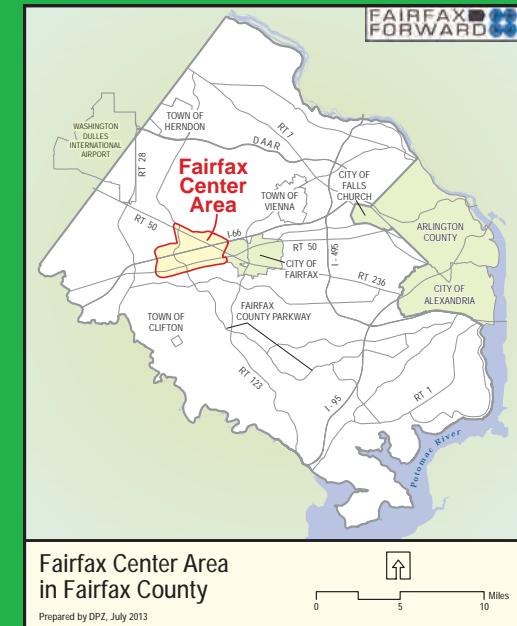 FAIRFAX
FORWARD
WASHINGTON
DULLES
INTERNATIONAL
AIRPORT
TOWN OF
HERNDON
RT 7
DAAR
RT 28
Fairfax
Center
Area
TOWN OF
VIENNA
CITY OF
FALLS
CHURCH
ARLINGTON
COUNTY
RT 50
I-66
RT 50
I - 495
CITY OF
FAIRFAX
RT 236
CITY OF
ALEXANDRIA
TOWN OF
CLIFTON
FAIRFAX
COUNTY PARKWAY
RT 123
I - 95
RT 1
Potomac River
Fairfax Center Area
in Fairfax County
Prepared by DPZ, July 2013
Miles
0 5 10